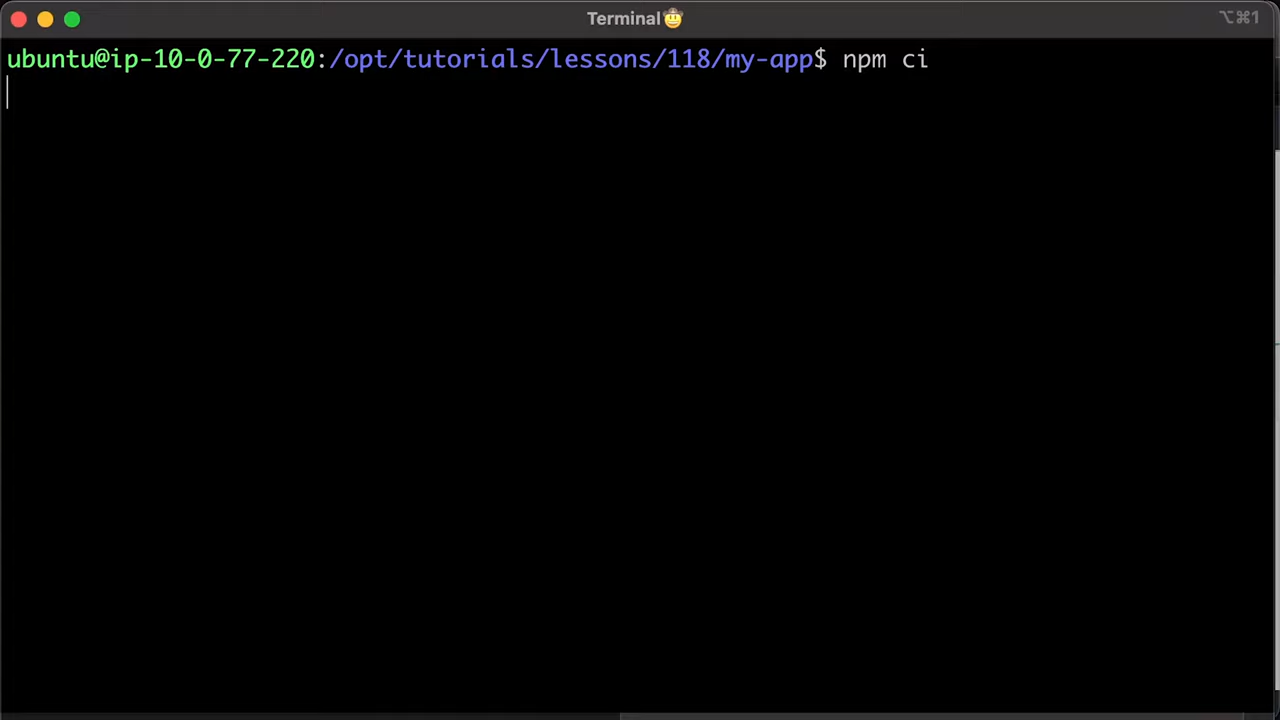 Terminal🤠
⌥⌘1
ubuntu@ip-10-0-77-220:/opt/tutorials/lessons/118/my-app$ npm ci